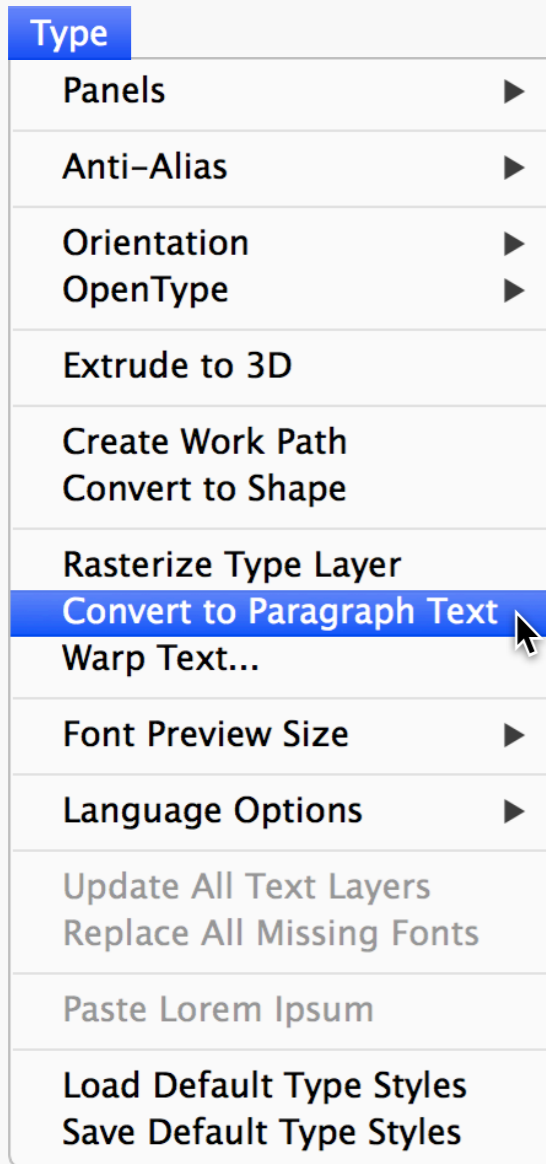 Type
Panels
Anti-Alias
Orientation
OpenType
Extrude to 3D
Create Work Path
Convert to Shape
Rasterize Type Layer
Convert to Paragraph Text
Warp Text...
Font Preview Size
Language Options
Update All Text Layers
Replace All Missing Fonts
Paste Lorem Ipsum
Load Default Type Styles
Save Default Type Styles